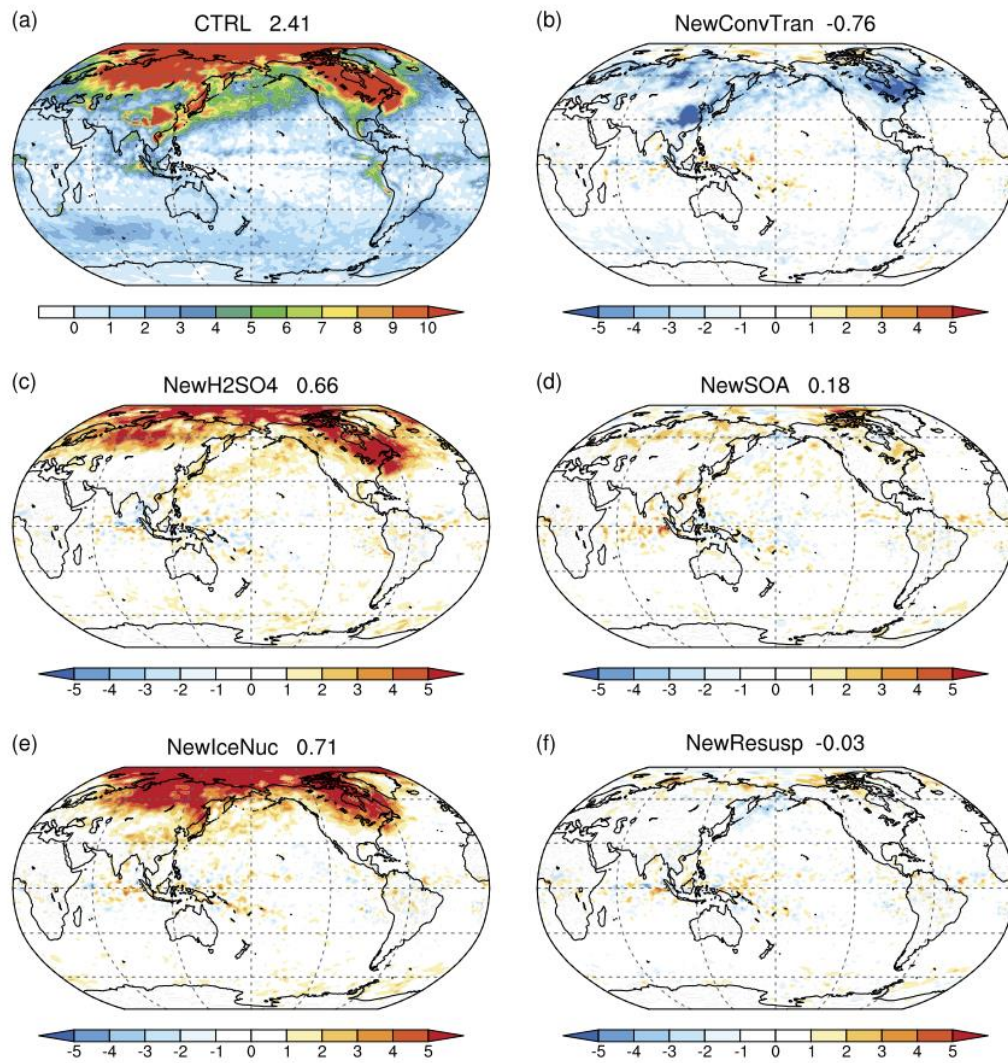 (a) CTRL 2.41
(b) NewConvTran -0.76
0 1 2 3 4 5 6 7 8 9 10
-5 -4 -3 -2 -1 0 1 2 3 4 5
(c) NewH2SO4 0.66
(d) NewSOA 0.18
-5 -4 -3 -2 -1 0 1 2 3 4 5
-5 -4 -3 -2 -1 0 1 2 3 4 5
(e) NewIceNuc 0.71
(f) NewResusp -0.03
-5 -4 -3 -2 -1 0 1 2 3 4 5
-5 -4 -3 -2 -1 0 1 2 3 4 5